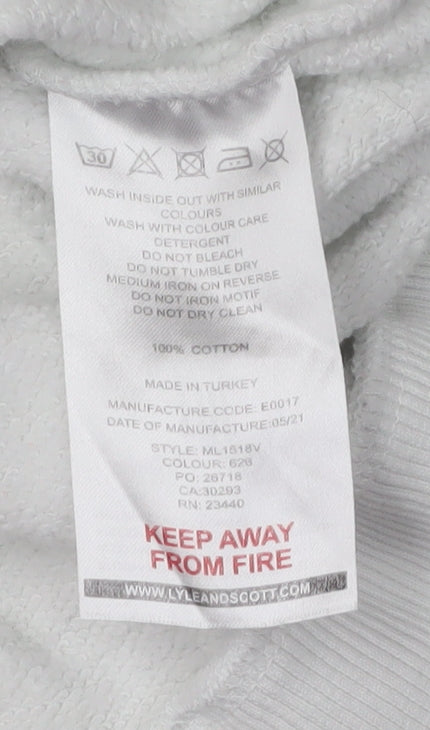 30
WASH INSIDE OUT WITH SIMILAR
COLOURS
WASH WITH COLOUR CARE
DETERGENT
DO NOT BLEACH
DO NOT TUMBLE DRY
MEDIUM IRON ON REVERSE
DO NOT IRON MOTIF
DO NOT DRY CLEAN
100% COTTON
MADE IN TURKEY
MANUFACTURE CODE: E0017
DATE OF MANUFACTURE:05/21
STYLE: ML1518V
COLOUR: 626
PO: 26718
CA:30293
RN: 23440
KEEP AWAY
FROM FIRE
WWW.LYLEANDSCOTT.COM